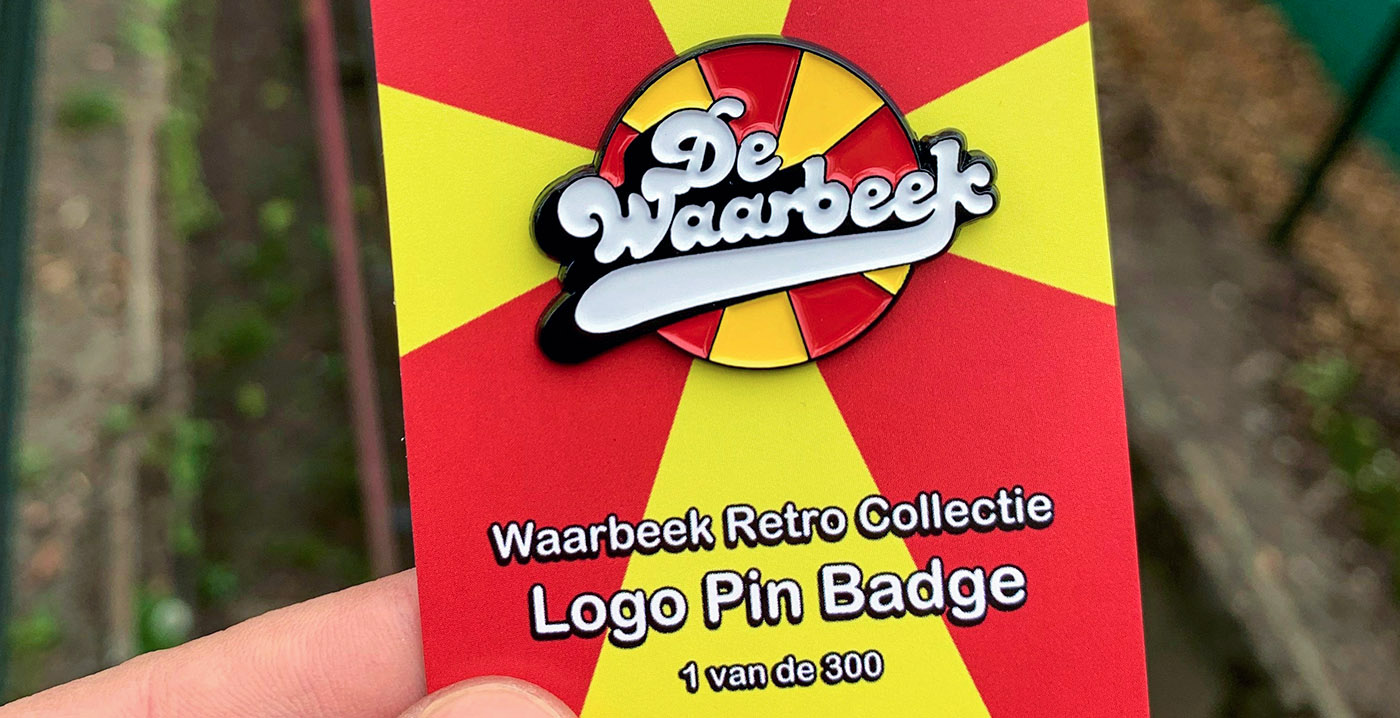 De
Waarbeek
Waarbeek Retro Collectie
Logo Pin Badge
1 van de 300